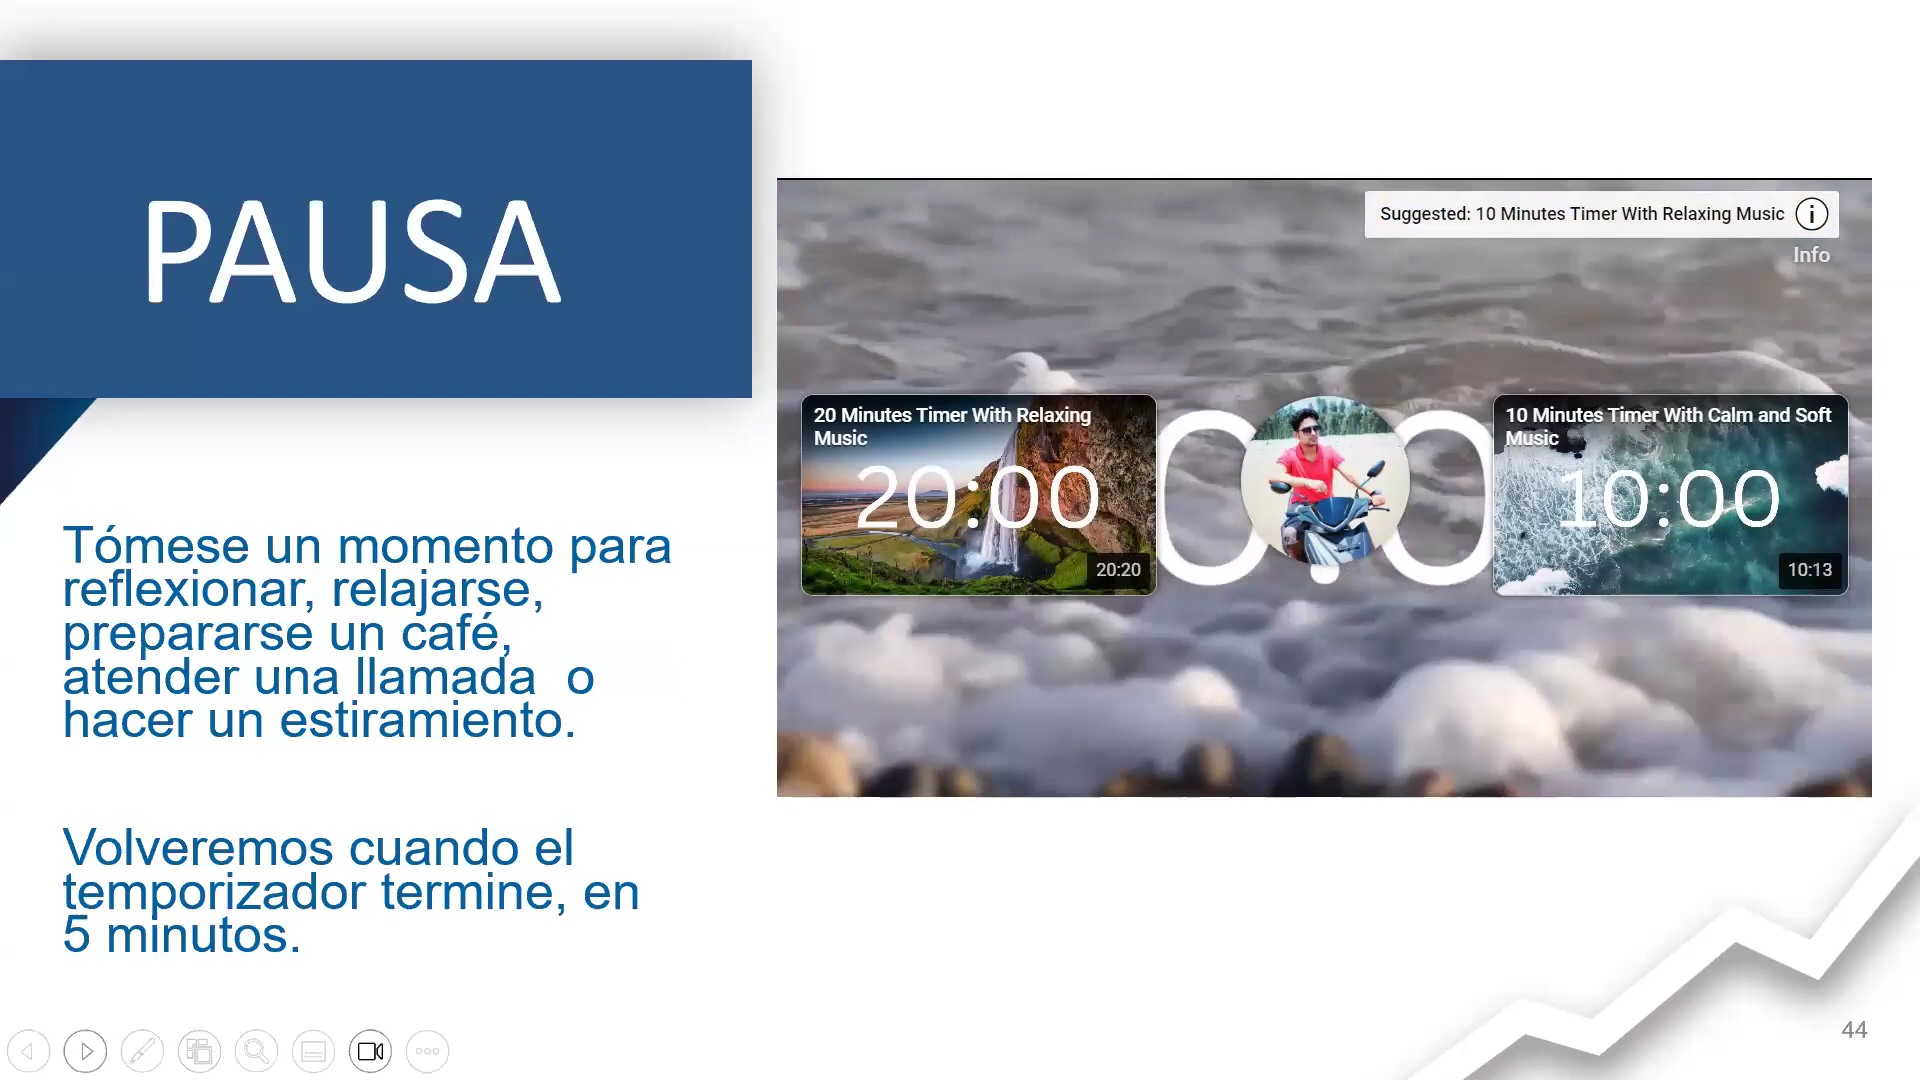 PAUSA
Tómese un momento para
reflexionar, relajarse,
prepararse un café,
atender una llamada  o
hacer un estiramiento.
Volveremos cuando el
temporizador termine, en
5 minutos.
Suggested: 10 Minutes Timer With Relaxing Music
Info
20 Minutes Timer With Relaxing
Music
20:00
20:20
0:0
10 Minutes Timer With Calm and Soft
Music
10:00
10:13
44